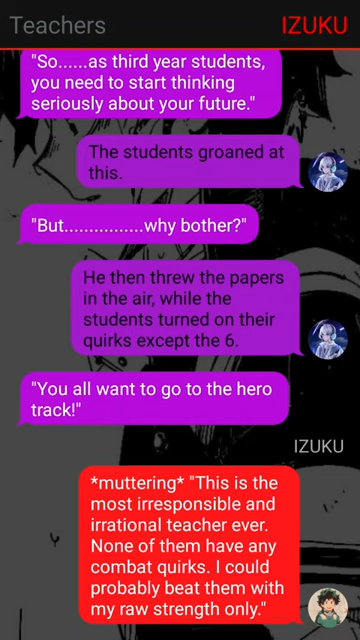 Teachers IZUKU
"So......as third year students,
you need to start thinking
seriously about your future."
The students groaned at
this.
"But................why bother?"
He then threw the papers
in the air, while the
students turned on their
quirks except the 6.
"You all want to go to the hero
track!"
IZUKU
*muttering* "This is the
most irresponsible and
irrational teacher ever.
None of them have any
combat quirks. I could
probably beat them with
my raw strength only."